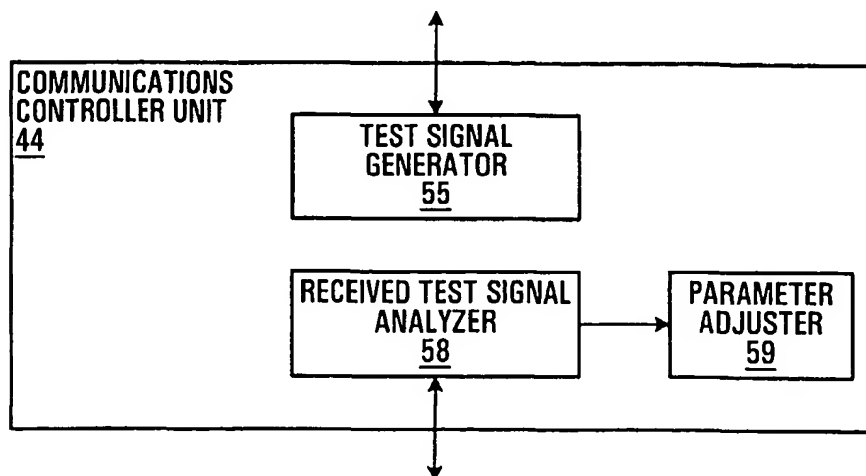 COMMUNICATIONS
CONTROLLER UNIT
44
TEST SIGNAL
GENERATOR
55
RECEIVED TEST SIGNAL
ANALYZER
58
PARAMETER
ADJUSTER
59